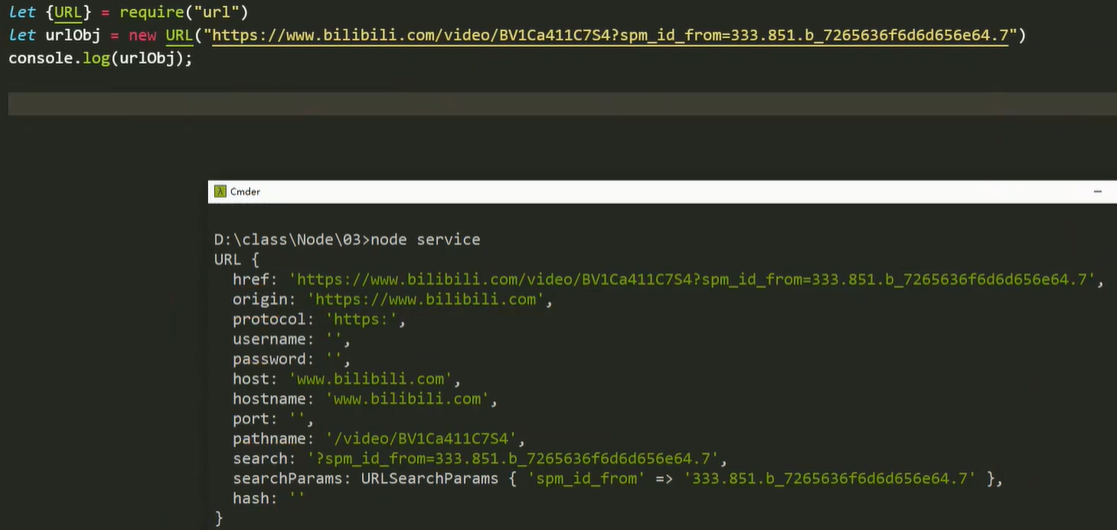 let {URL} = require("url")
let urlObj = new URL("https://www.bilibili.com/video/BV1Ca411C7S4?spm_id_from=333.851.b_7265636f6d6d656e64.7")
console.log(urlObj);
λ Cmder
D:\class\Node\03>node service
URL {
  href: 'https://www.bilibili.com/video/BV1Ca411C7S4?spm_id_from=333.851.b_7265636f6d6d656e64.7',
  origin: 'https://www.bilibili.com',
  protocol: 'https:',
  username: '',
  password: '',
  host: 'www.bilibili.com',
  hostname: 'www.bilibili.com',
  port: '',
  pathname: '/video/BV1Ca411C7S4',
  search: '?spm_id_from=333.851.b_7265636f6d6d656e64.7',
  searchParams: URLSearchParams { 'spm_id_from' => '333.851.b_7265636f6d6d656e64.7' },
  hash: ''
}